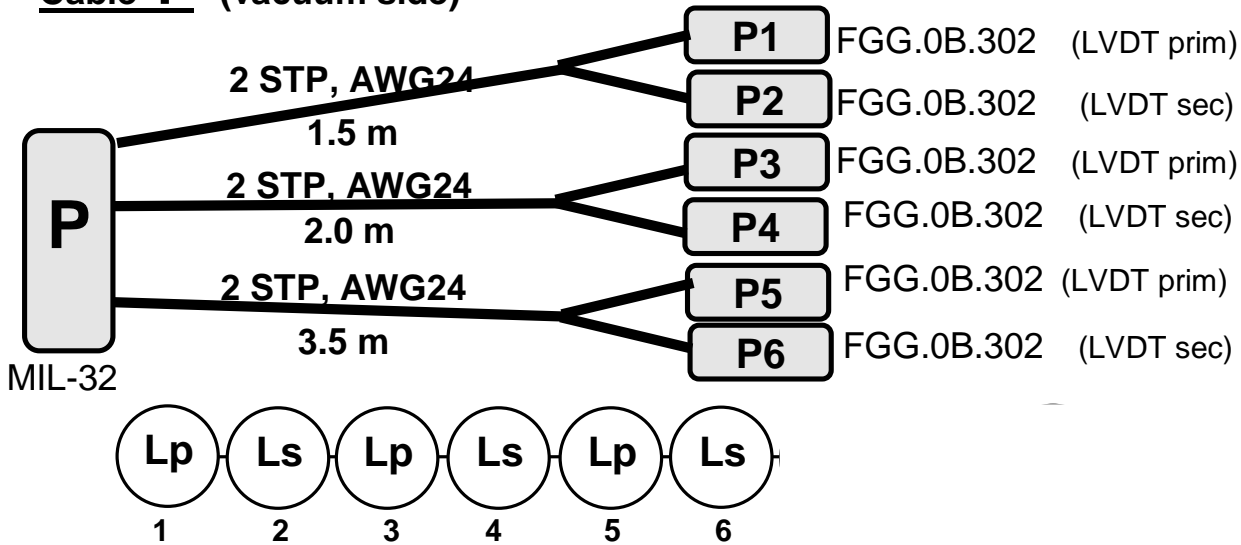 (vacuum side)
P1 FGG.0B.302 (LVDT prim)
2 STP, AWG24
P2 FGG.0B.302 (LVDT sec)
1.5 m
P3 FGG.0B.302 (LVDT prim)
2 STP, AWG24
P
P4 FGG.0B.302 (LVDT sec)
2.0 m
P5 FGG.0B.302 (LVDT prim)
2 STP, AWG24
3.5 m
P6 FGG.0B.302 (LVDT sec)
MIL-32
Lp Ls Lp Ls Lp Ls
1 2 3 4 5 6